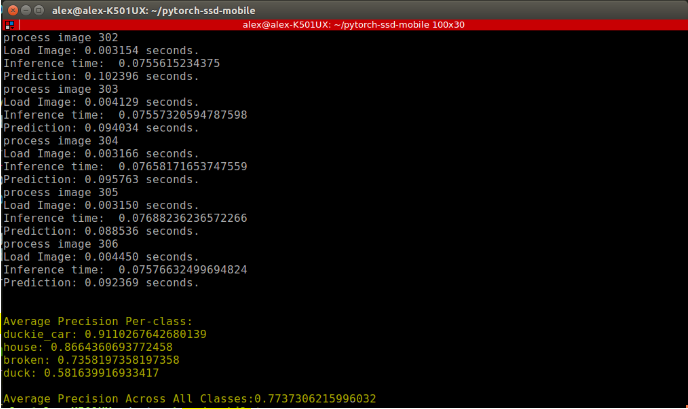 alex@alex-K501UX: ~/pytorch-ssd-mobile
alex@alex-K501UX: ~/pytorch-ssd-mobile 100x30
process image 302
Load Image: 0.003154 seconds.
Inference time:  0.0755615234375
Prediction: 0.102396 seconds.
process image 303
Load Image: 0.004129 seconds.
Inference time:  0.07557320594787598
Prediction: 0.094034 seconds.
process image 304
Load Image: 0.003166 seconds.
Inference time:  0.07658171653747559
Prediction: 0.095763 seconds.
process image 305
Load Image: 0.003150 seconds.
Inference time:  0.07688236236572266
Prediction: 0.088536 seconds.
process image 306
Load Image: 0.004450 seconds.
Inference time:  0.07576632499694824
Prediction: 0.092369 seconds.
Average Precision Per-class:
duckie_car: 0.9110267642680139
house: 0.8664360693772458
broken: 0.7358197358197358
duck: 0.581639916933417
Average Precision Across All Classes:0.7737306215996032